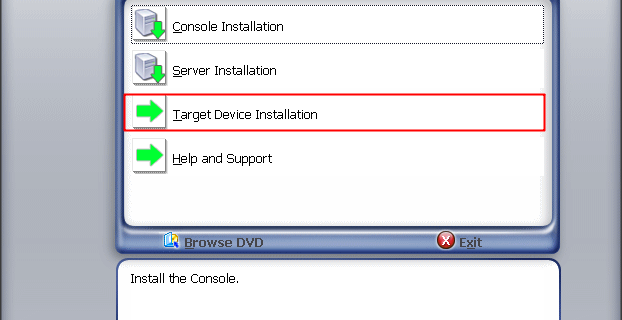 Console Installation
Server Installation
Target Device Installation
Help and Support
Browse DVD Exit
Install the Console.